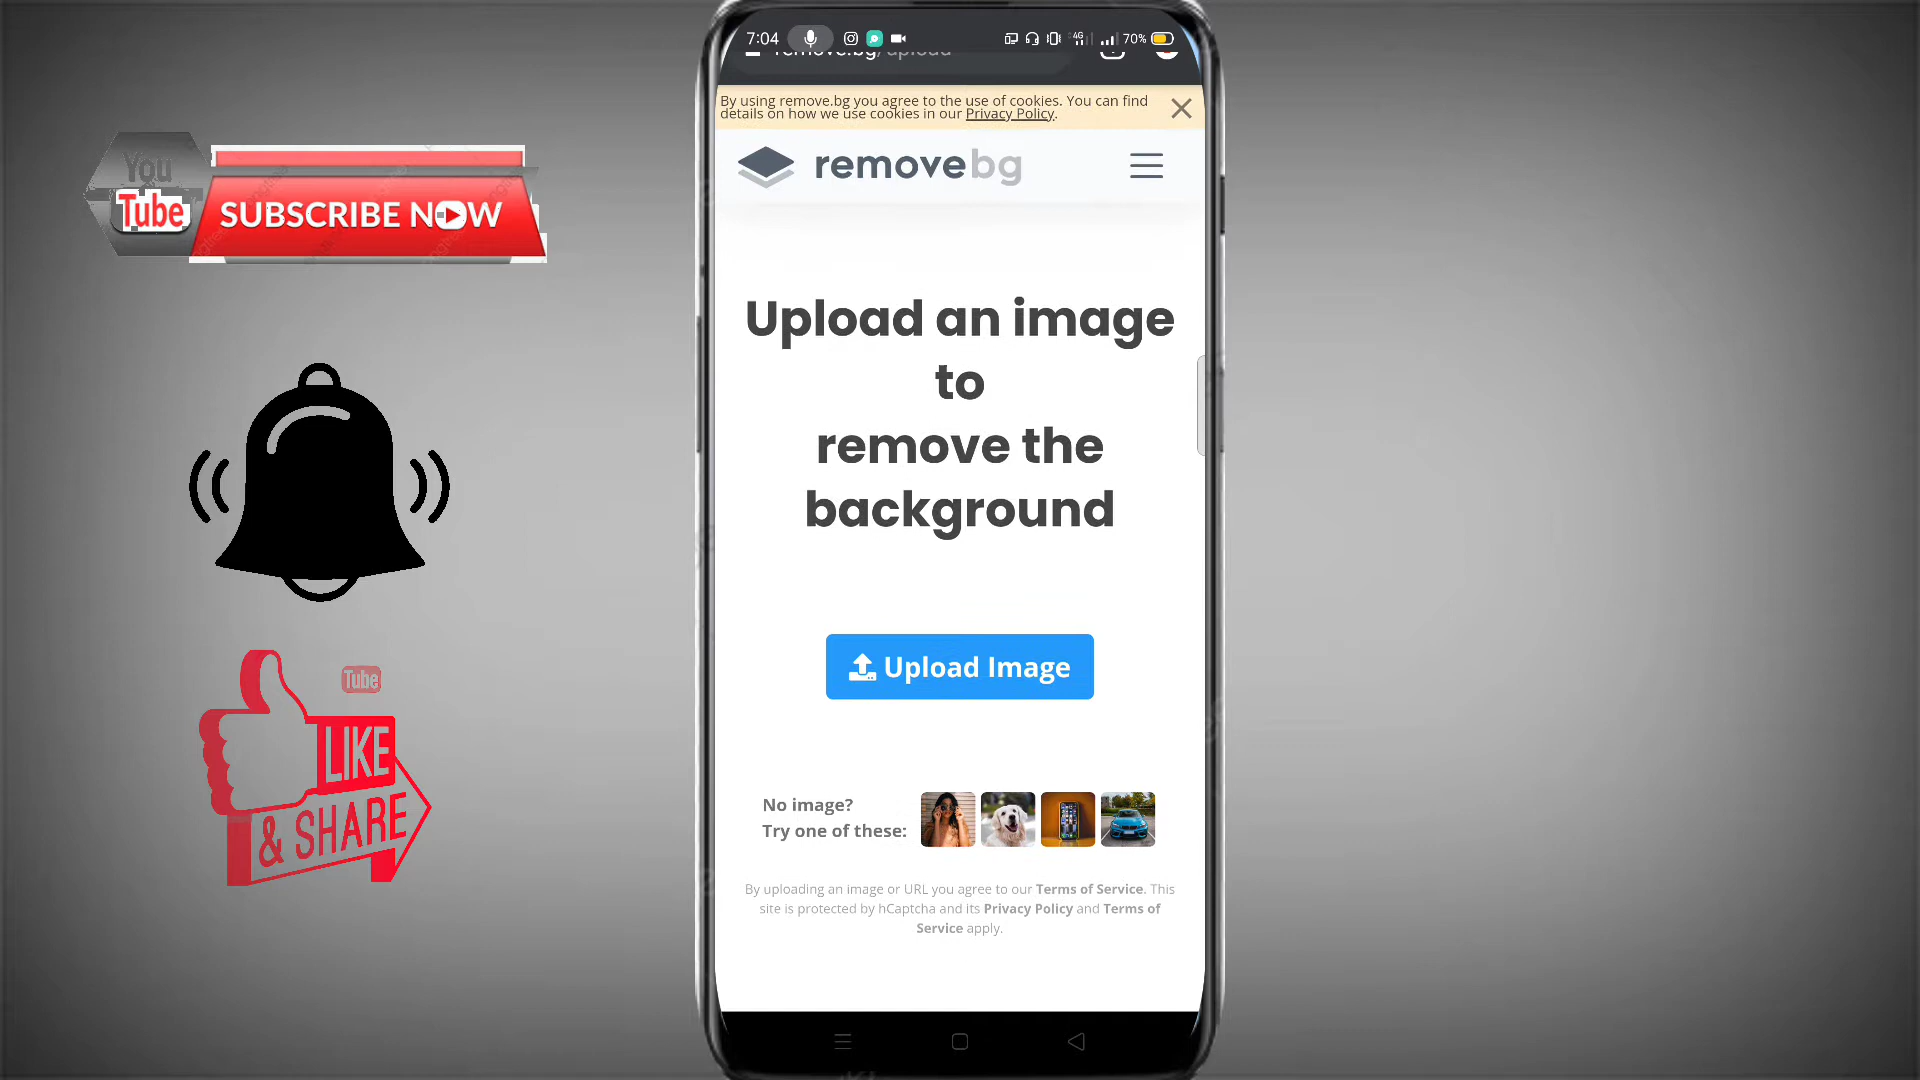 You
Tube
SUBSCRIBE NOW
Tube
LIKE
& SHARE
7:04
4G
70%
remove.bg/upload
By using remove.bg you agree to the use of cookies. You can find
details on how we use cookies in our Privacy Policy.
removebg
Upload an image
to
remove the
background
Upload Image
No image?
Try one of these:
By uploading an image or URL you agree to our Terms of Service. This
site is protected by hCaptcha and its Privacy Policy and Terms of
Service apply.